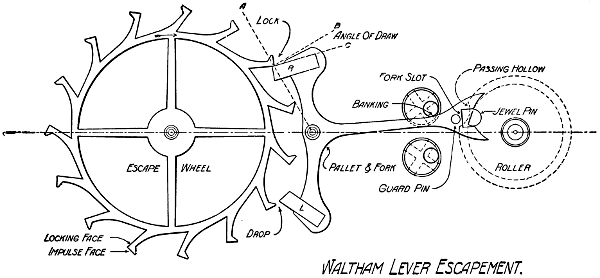 A
LOCK
B
ANGLE OF DRAW
C
R
FORK SLOT
PASSING HOLLOW
BANKING
JEWEL PIN
ESCAPE WHEEL
PALLET & FORK
GUARD PIN
ROLLER
L
DROP
LOCKING FACE
IMPULSE FACE
WALTHAM LEVER ESCAPEMENT.